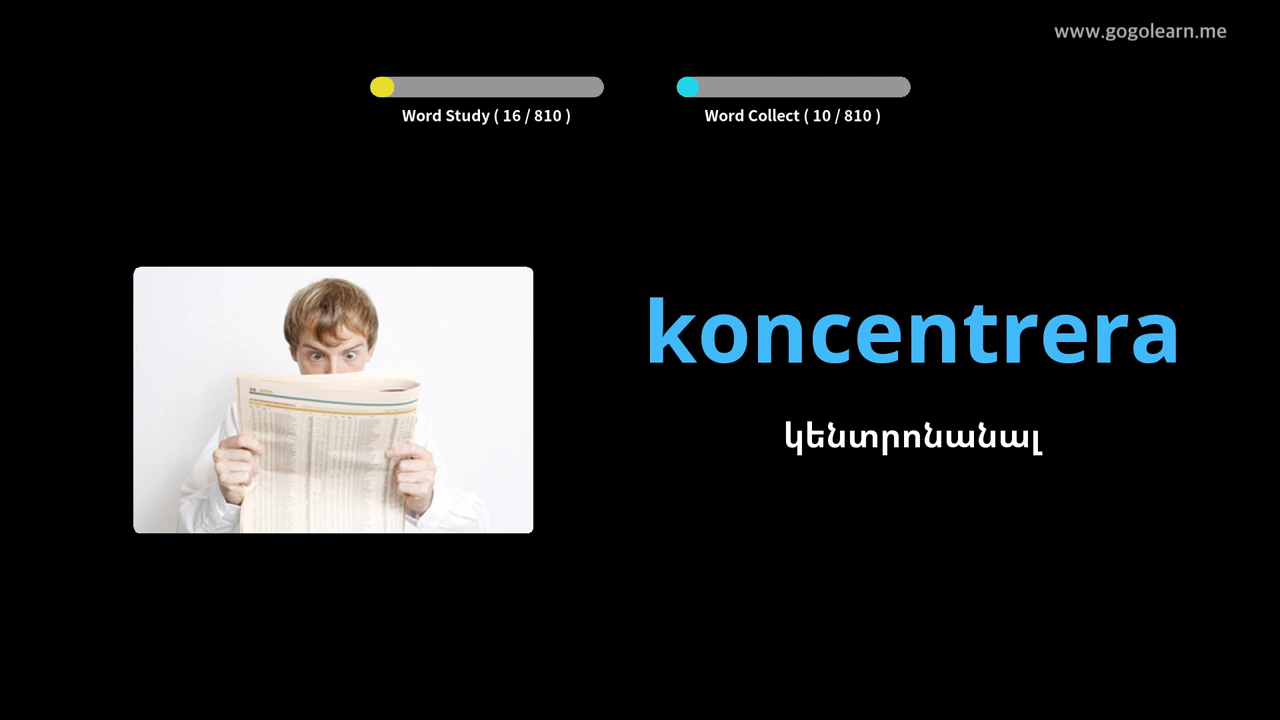 www.gogolearn.me
Word Study ( 16 / 810 )
Word Collect ( 10 / 810 )
koncentrera
կենտրոնանալ